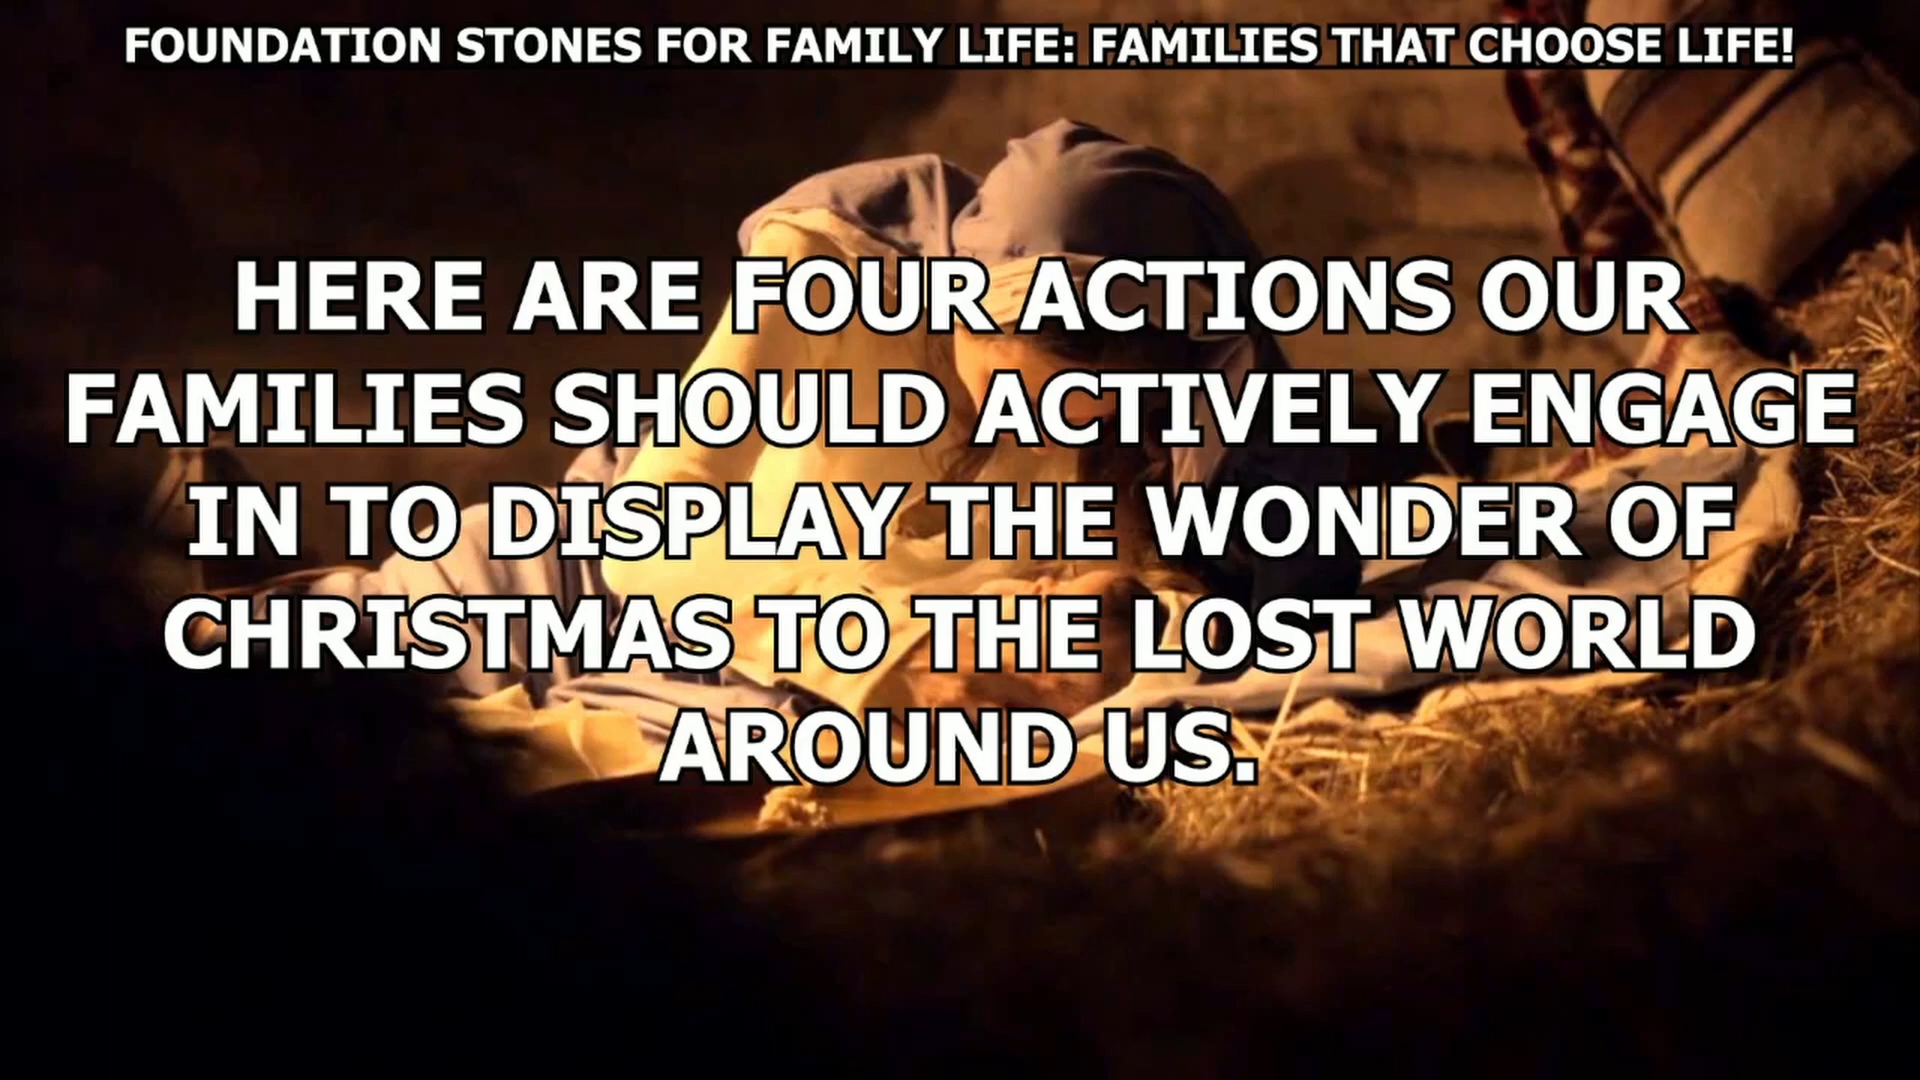 FOUNDATION STONES FOR FAMILY LIFE: FAMILIES THAT CHOOSE LIFE!
HERE ARE FOUR ACTIONS OUR
FAMILIES SHOULD ACTIVELY ENGAGE
IN TO DISPLAY THE WONDER OF
CHRISTMAS TO THE LOST WORLD
AROUND US.